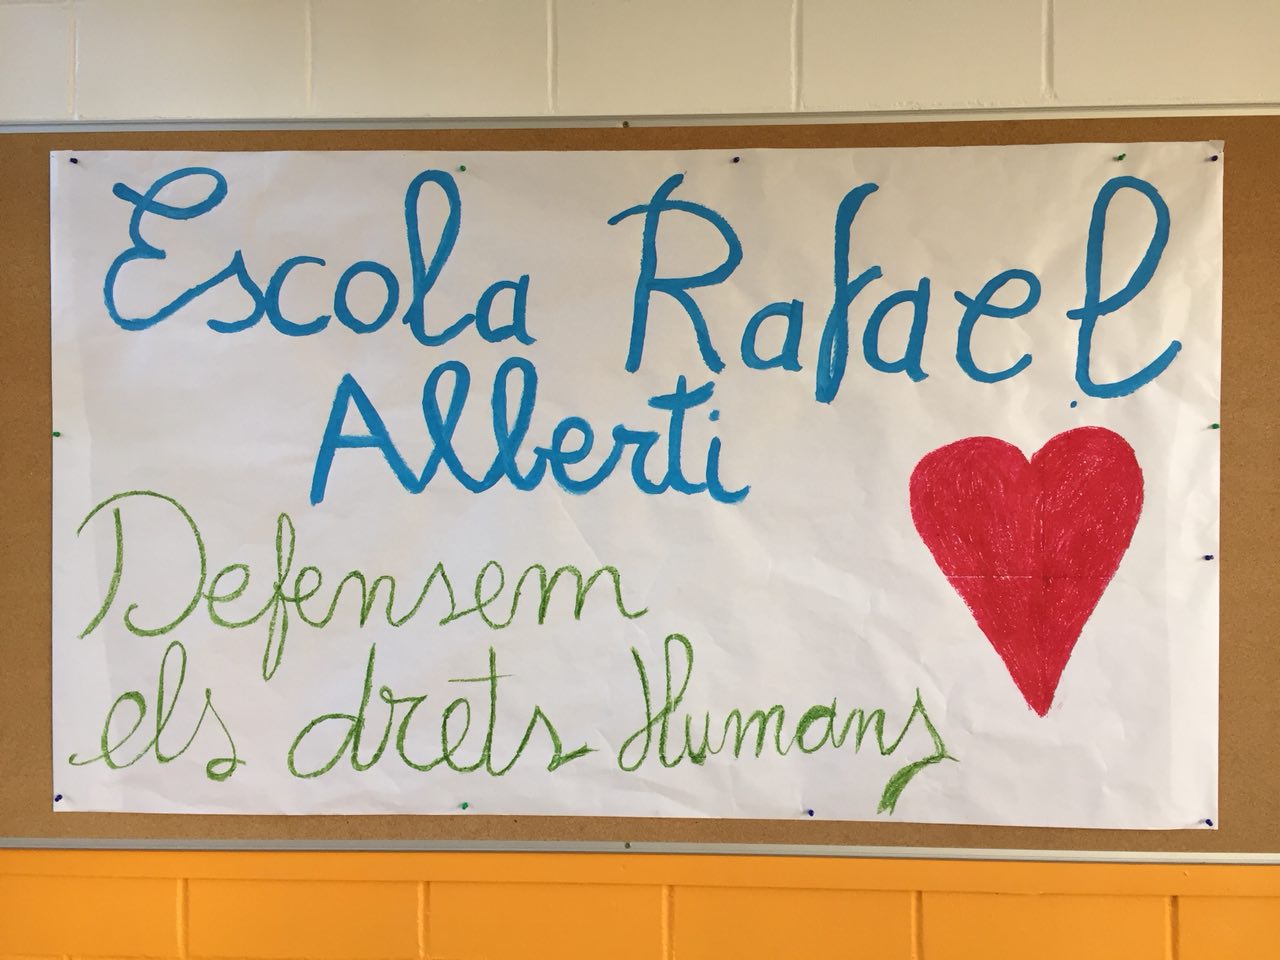 Escola Rafael
Alberti
Defensem
els drets Humans